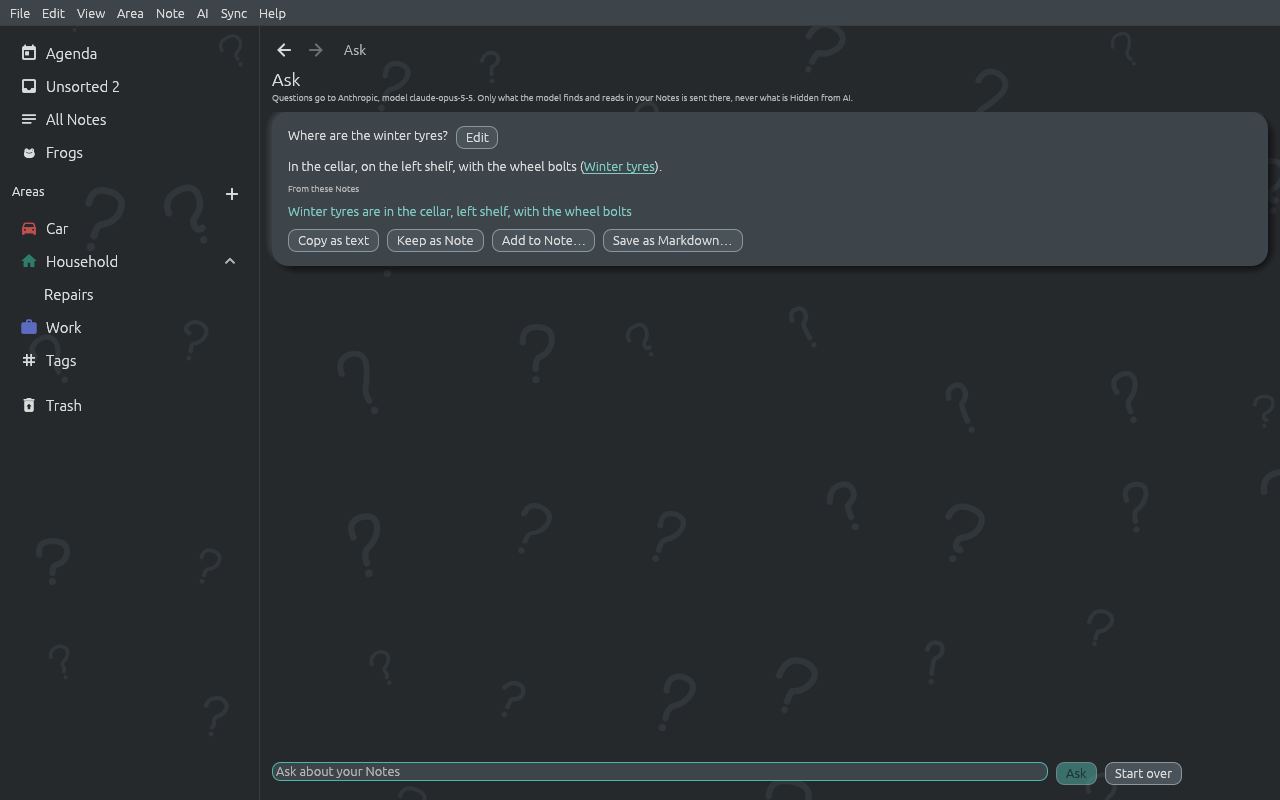 File Edit View Area Note AI Sync Help
Agenda
Unsorted 2
All Notes
Frogs
Areas
Car
Household
Repairs
Work
Tags
Trash
Ask
Ask
Questions go to Anthropic, model claude-opus-5-5. Only what the model finds and reads in your Notes is sent there, never what is Hidden from AI.
Where are the winter tyres? Edit
In the cellar, on the left shelf, with the wheel bolts (Winter tyres).
From these Notes
Winter tyres are in the cellar, left shelf, with the wheel bolts
Copy as text Keep as Note Add to Note… Save as Markdown…
Ask about your Notes Ask Start over